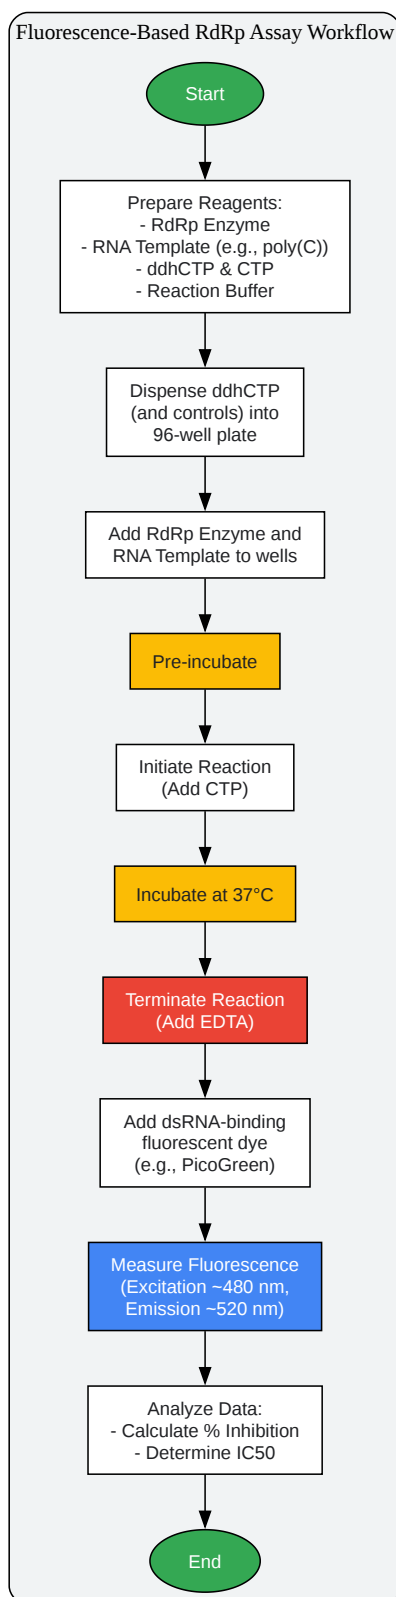 Fluorescence-Based RdRp Assay Workflow
Start
Prepare Reagents:
- RdRp Enzyme
- RNA Template (e.g., poly(C))
- ddhCTP & CTP
- Reaction Buffer
Dispense ddhCTP
(and controls) into
96-well plate
Add RdRp Enzyme and
RNA Template to wells
Pre-incubate
Initiate Reaction
(Add CTP)
Incubate at 37°C
Terminate Reaction
(Add EDTA)
Add dsRNA-binding
fluorescent dye
(e.g., PicoGreen)
Measure Fluorescence
(Excitation ~480 nm,
Emission ~520 nm)
Analyze Data:
- Calculate % Inhibition
- Determine IC50
End